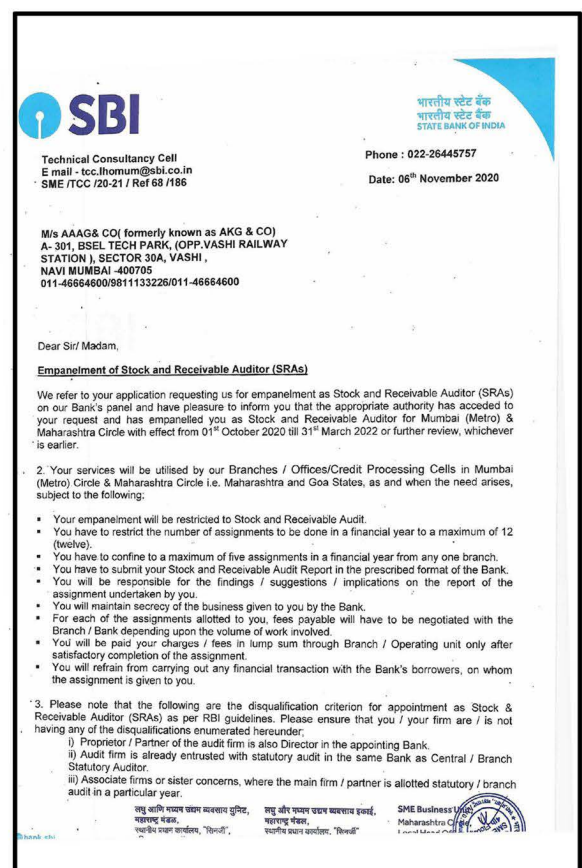 SBI
भारतीय स्टेट बँक
भारतीय स्टेट बैंक
STATE BANK OF INDIA
Technical Consultancy Cell
E mail - tcc.lhomum@sbi.co.in
SME /TCC /20-21 / Ref 68 /186
Phone : 022-26445757
Date: 06th November 2020
M/s AAAG& CO( formerly known as AKG & CO)
A- 301, BSEL TECH PARK, (OPP.VASHI RAILWAY
STATION ), SECTOR 30A, VASHI ,
NAVI MUMBAI -400705
011-46664600/9811133226/011-46664600
Dear Sir/ Madam,
Empanelment of Stock and Receivable Auditor (SRAs)
We refer to your application requesting us for empanelment as Stock and Receivable Auditor (SRAs)
on our Bank's panel and have pleasure to inform you that the appropriate authority has acceded to
your request and has empanelled you as Stock and Receivable Auditor for Mumbai (Metro) &
Maharashtra Circle with effect from 01st October 2020 till 31st March 2022 or further review, whichever
is earlier.
2. Your services will be utilised by our Branches / Offices/Credit Processing Cells in Mumbai
(Metro) Circle & Maharashtra Circle i.e. Maharashtra and Goa States, as and when the need arises,
subject to the following:
▪ Your empanelment will be restricted to Stock and Receivable Audit.
▪ You have to restrict the number of assignments to be done in a financial year to a maximum of 12
(twelve).
▪ You have to confine to a maximum of five assignments in a financial year from any one branch.
▪ You have to submit your Stock and Receivable Audit Report in the prescribed format of the Bank.
▪ You will be responsible for the findings / suggestions / implications on the report of the
assignment undertaken by you.
▪ You will maintain secrecy of the business given to you by the Bank.
▪ For each of the assignments allotted to you, fees payable will have to be negotiated with the
Branch / Bank depending upon the volume of work involved.
▪ You will be paid your charges / fees in lump sum through Branch / Operating unit only after
satisfactory completion of the assignment.
▪ You will refrain from carrying out any financial transaction with the Bank's borrowers, on whom
the assignment is given to you.
3. Please note that the following are the disqualification criterion for appointment as Stock &
Receivable Auditor (SRAs) as per RBI guidelines. Please ensure that you / your firm / is not
having any of the disqualifications enumerated hereunder;
i) Proprietor / Partner of the audit firm is also Director in the appointing Bank.
ii) Audit firm is already entrusted with statutory audit in the same Bank as Central / Branch
Statutory Auditor.
iii) Associate firms or sister concerns, where the main firm / partner is allotted statutory / branch
audit in a particular year.
लघु आणि मध्यम उद्यम व्यवसाय युनिट,
महाराष्ट्र मंडळ,
स्थानीय प्रधान कार्यालय, "सिनर्जी",
लघु और मध्यम उद्यम व्यवसाय इकाई,
महाराष्ट्र मंडल,
स्थानीय प्रधान कार्यालय, "सिनर्जी"
SME Business
Maharashtra
bank.sbi